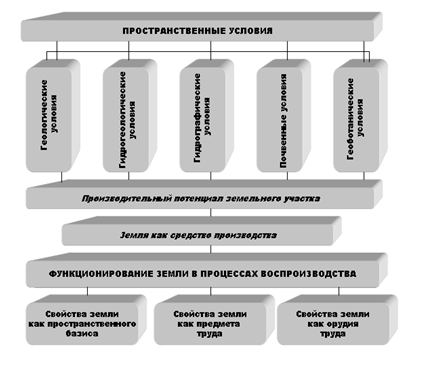 ПРОСТРАНСТВЕННЫЕ УСЛОВИЯ
Геологические
условия
Гидрогеологические
условия
Гидрографические
условия
Почвенные условия
Геоботанические
условия
Производительный потенциал земельного участка
Земля как средство производства
ФУНКЦИОНИРОВАНИЕ ЗЕМЛИ В ПРОЦЕССАХ ВОСПРОИЗВОДСТВА
Свойства земли
как пространственного
базиса
Свойства земли
как предмета
труда
Свойства земли
как орудия
труда